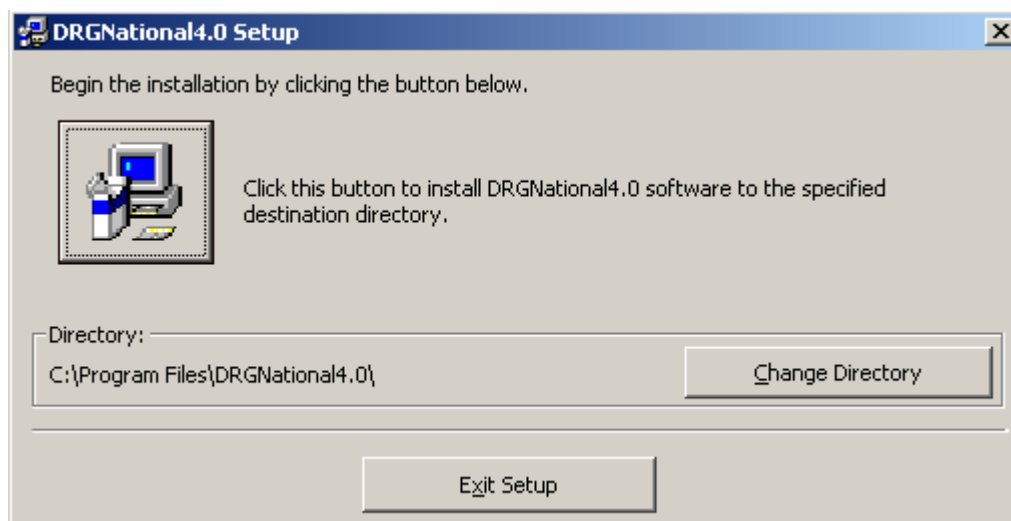 DRGNational4.0 Setup
Begin the installation by clicking the button below.
Click this button to install DRGNational4.0 software to the specified
destination directory.
Directory:
C:\Program Files\DRGNational4.0\
Change Directory
Exit Setup